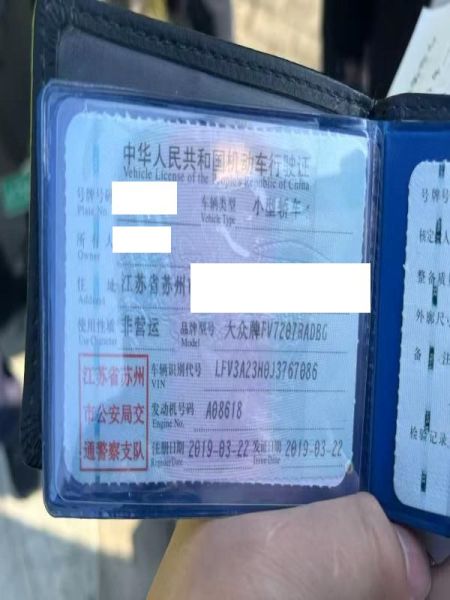 中华人民共和国机动车行驶证
Vehicle License of the People's Republic of China
号牌号码
Plate No.
车辆类型 小型轿车
Vehicle Type
所有人
Owner
住址 江苏省苏州
Address
使用性质 非营运
Use Character
品牌型号 大众牌FV7207BADBG
Model
江苏省苏州
市公安局交
通警察支队
车辆识别代号 LFV3A23H0J3767086
VIN
发动机号码 A08618
Engine No.
注册日期 2019-03-22
Register Date
发证日期 2019-03-22
Issue Date
号牌
核定 人
整备质
外廓尺
备 注
检验记录